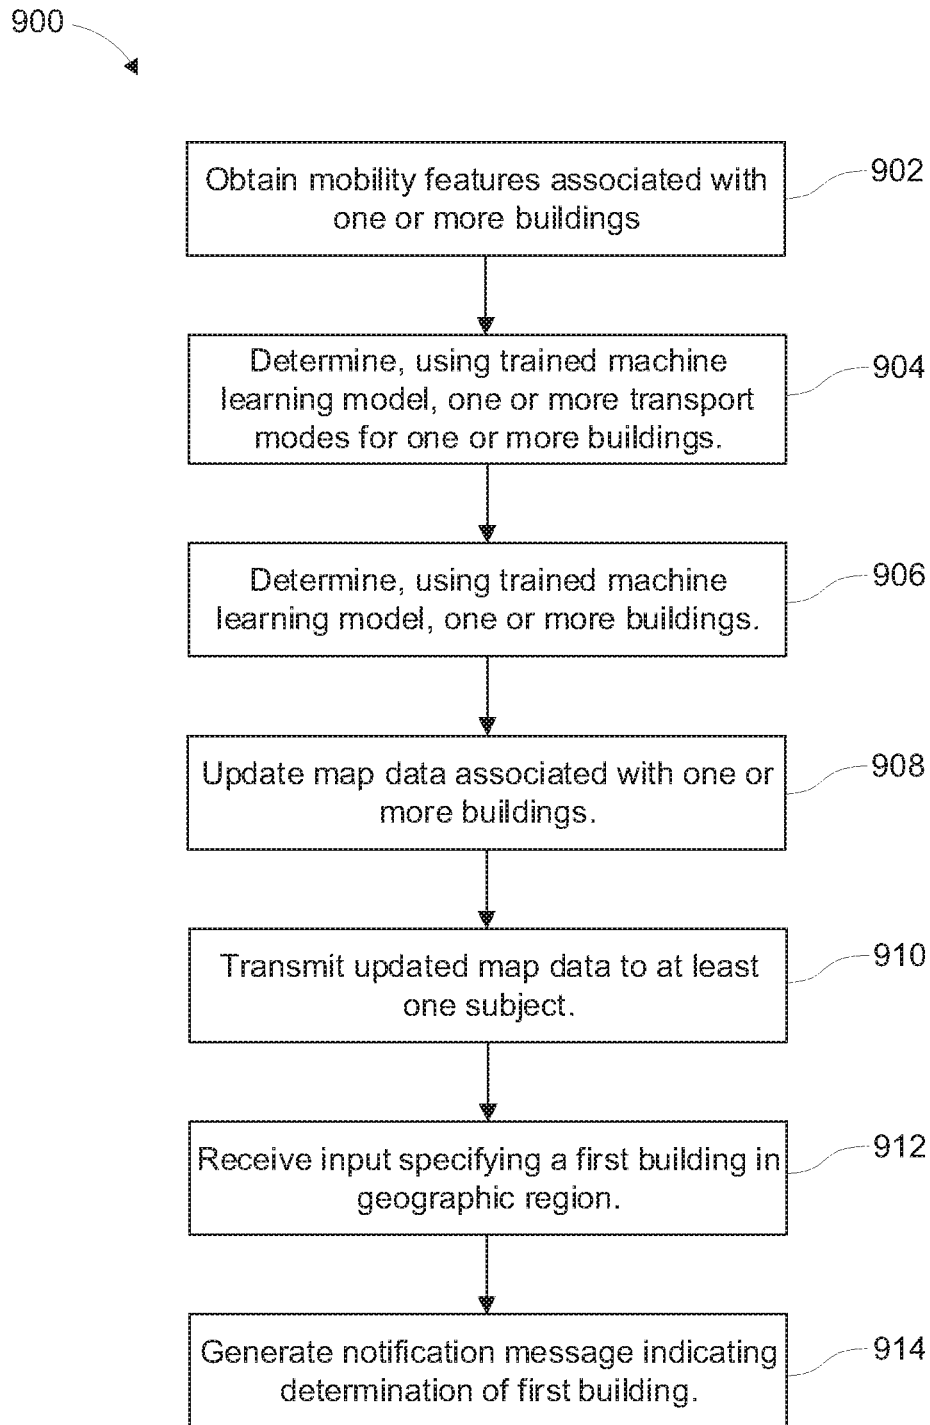 900
Obtain mobility features associated with
one or more buildings
902
Determine, using trained machine
learning model, one or more transport
modes for one or more buildings.
904
Determine, using trained machine
learning model, one or more buildings.
906
Update map data associated with one or
more buildings.
908
Transmit updated map data to at least
one subject.
910
Receive input specifying a first building in
geographic region.
912
Generate notification message indicating
determination of first building.
914